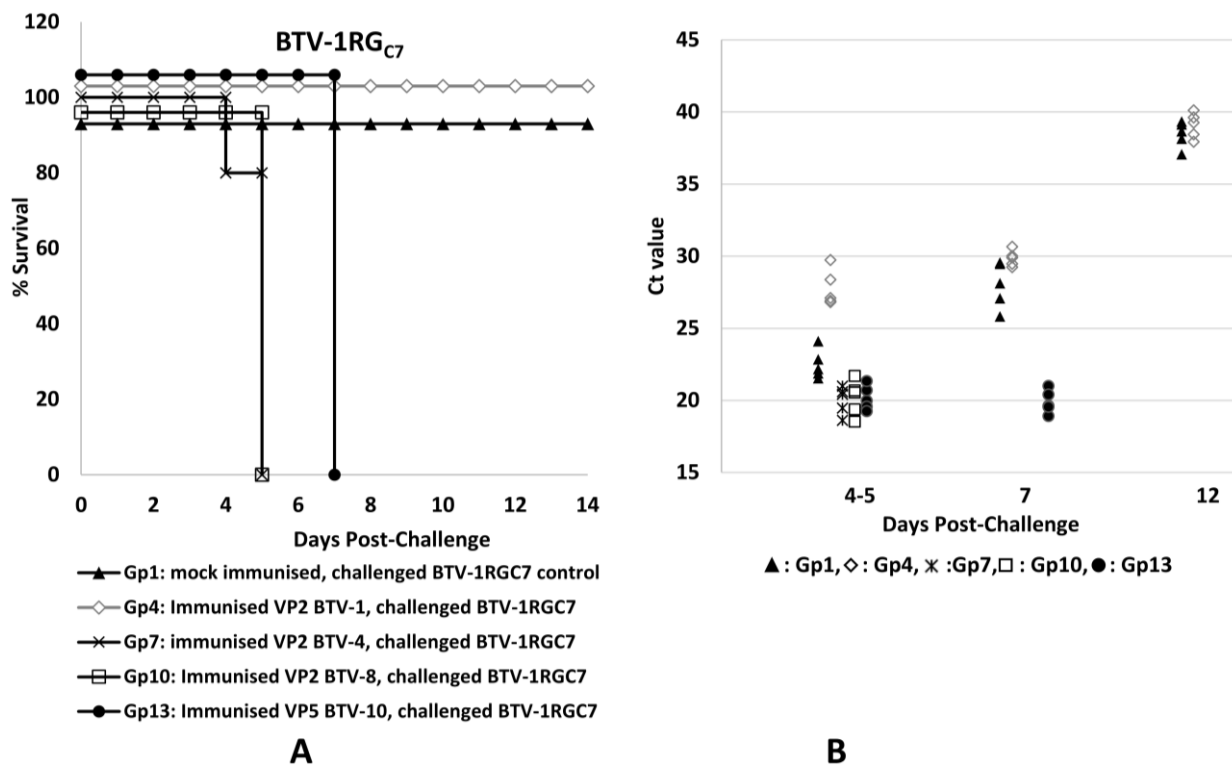 BTV-1RGC7
120
100
80
60
40
20
0
% Survival
0 2 4 6 8 10 12 14
Days Post-Challenge
Gp1: mock immunised, challenged BTV-1RGC7 control
Gp4: Immunised VP2 BTV-1, challenged BTV-1RGC7
Gp7: immunised VP2 BTV-4, challenged BTV-1RGC7
Gp10: Immunised VP2 BTV-8, challenged BTV-1RGC7
Gp13: Immunised VP5 BTV-10, challenged BTV-1RGC7
A
45
40
35
30
25
20
15
Ct value
4-5 7 12
Days Post-Challenge
▲ : Gp1, ◇ : Gp4, ж :Gp7, □ : Gp10, ● : Gp13
B